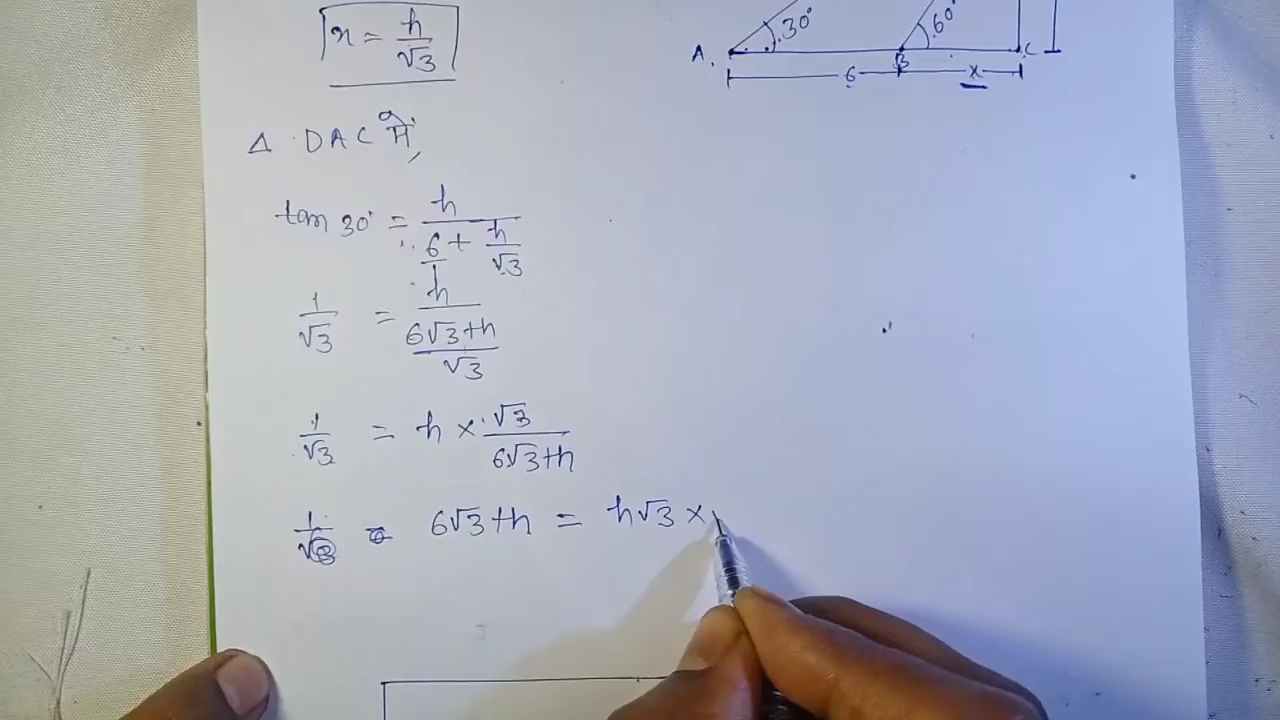 x = h/√3
30° 60°
A. B C
6 x
Δ DAC में,
tan 30° = h/(6 + h/√3)
1/√3 = h/((6√3+h)/√3)
1/√3 = h × √3/(6√3+h)
6√3+h = h√3 ×